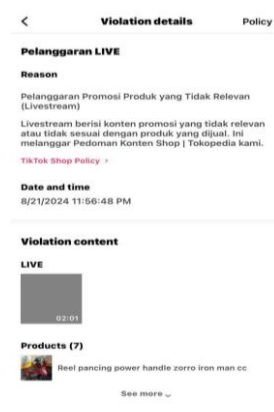 Violation details Policy
Pelanggaran LIVE
Reason
Pelanggaran Promosi Produk yang Tidak Relevan
(Livestream)
Livestream berisi konten promosi yang tidak relevan
atau tidak sesuai dengan produk yang dijual. Ini
melanggar Pedoman Konten Shop | Tokopedia kami.
TikTok Shop Policy >
Date and time
8/21/2024 11:56:48 PM
Violation content
LIVE
02:01
Products (7)
Reel pancing power handle zorro iron man cc
See more